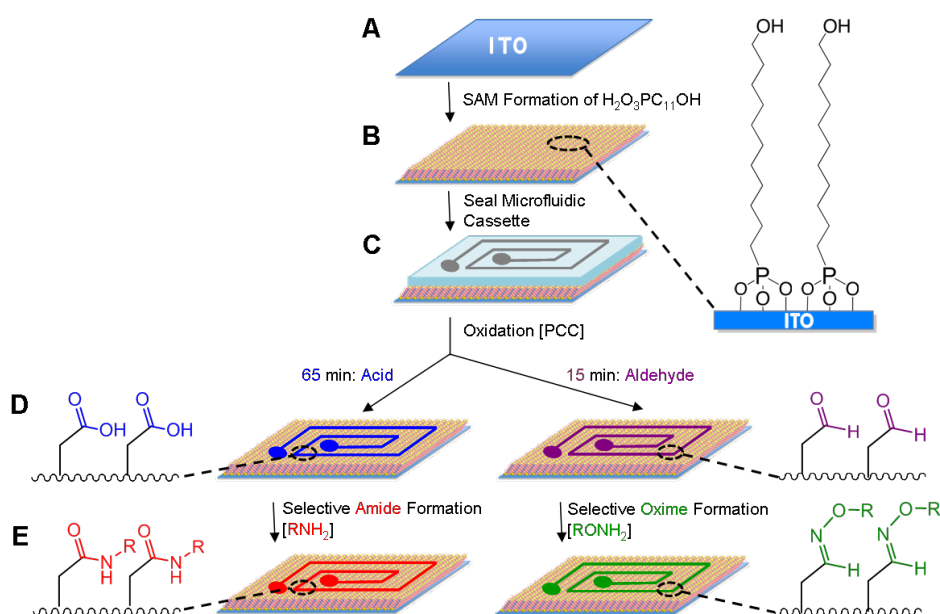 A
ITO
SAM Formation of H₂O₃PC₁₁OH
B
Seal Microfluidic
Cassette
C
OH OH
P P
O O O O O O
ITO
Oxidation [PCC]
65 min: Acid
15 min: Aldehyde
D
O O
OH OH
O O
H H
Selective Amide Formation
[RNH₂]
Selective Oxime Formation
[RONH₂]
E
O R O R
N N
H H
O-R O-R
N N
H H